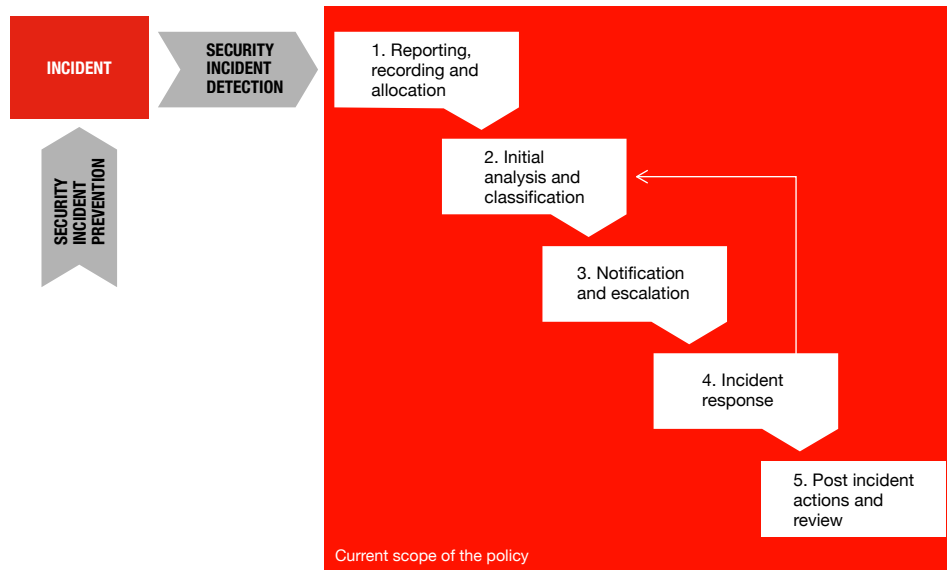 INCIDENT
SECURITY
INCIDENT
DETECTION
SECURITY
INCIDENT
PREVENTION
1. Reporting,
recording and
allocation
2. Initial
analysis and
classification
3. Notification
and escalation
4. Incident
response
5. Post incident
actions and
review
Current scope of the policy